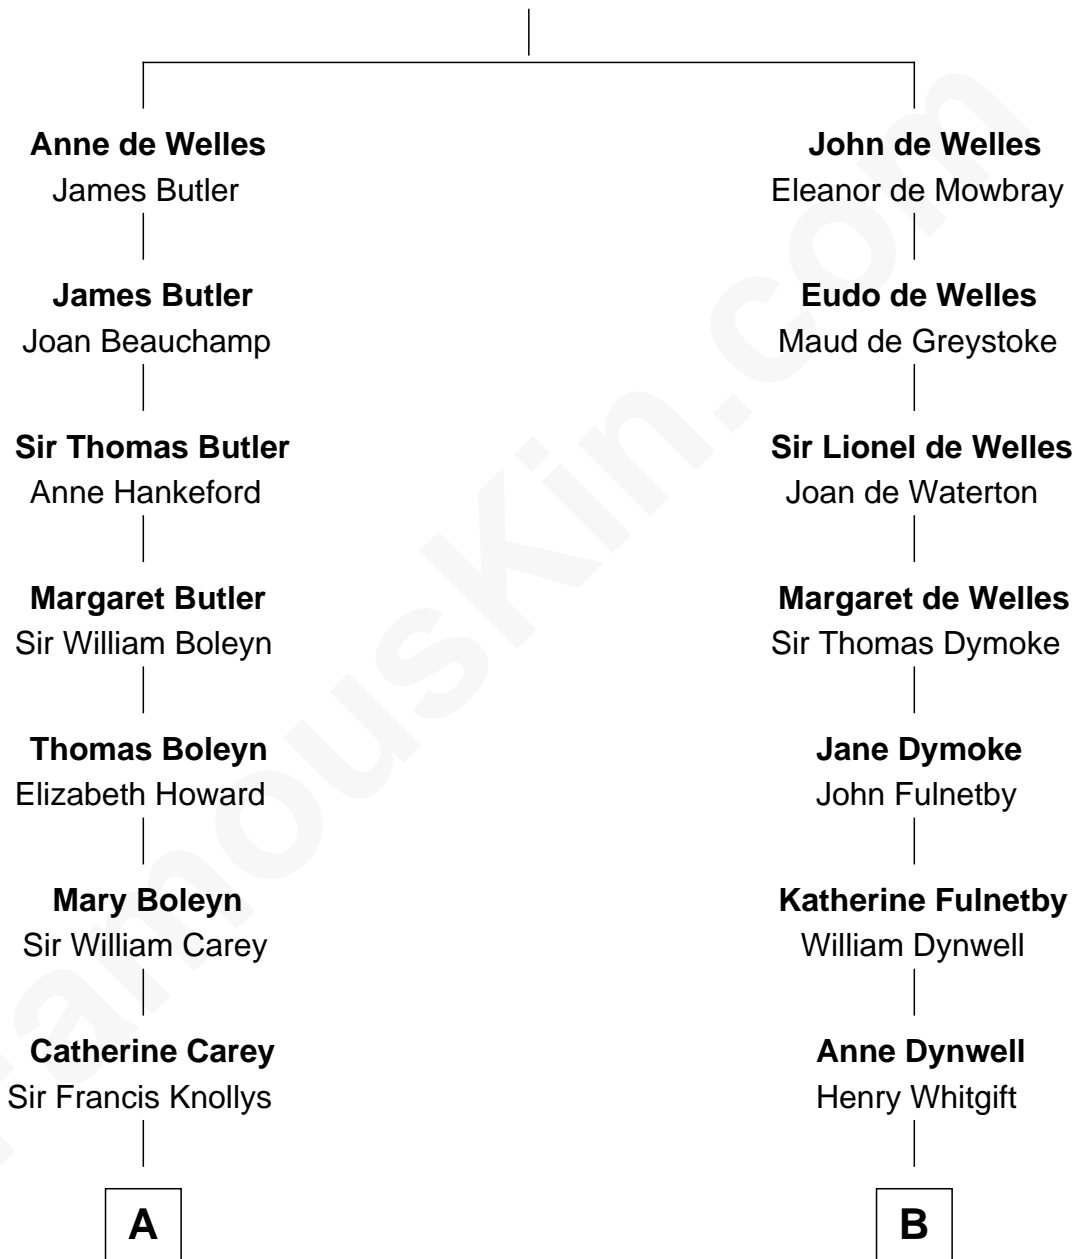 Anne de Welles
James Butler
James Butler
Joan Beauchamp
Sir Thomas Butler
Anne Hankeford
Margaret Butler
Sir William Boleyn
Thomas Boleyn
Elizabeth Howard
Mary Boleyn
Sir William Carey
Catherine Carey
Sir Francis Knollys
A
John de Welles
Eleanor de Mowbray
Eudo de Welles
Maud de Greystoke
Sir Lionel de Welles
Joan de Waterton
Margaret de Welles
Sir Thomas Dymoke
Jane Dymoke
John Fulnetby
Katherine Fulnetby
William Dynwell
Anne Dynwell
Henry Whitgift
B
FamousKin.com